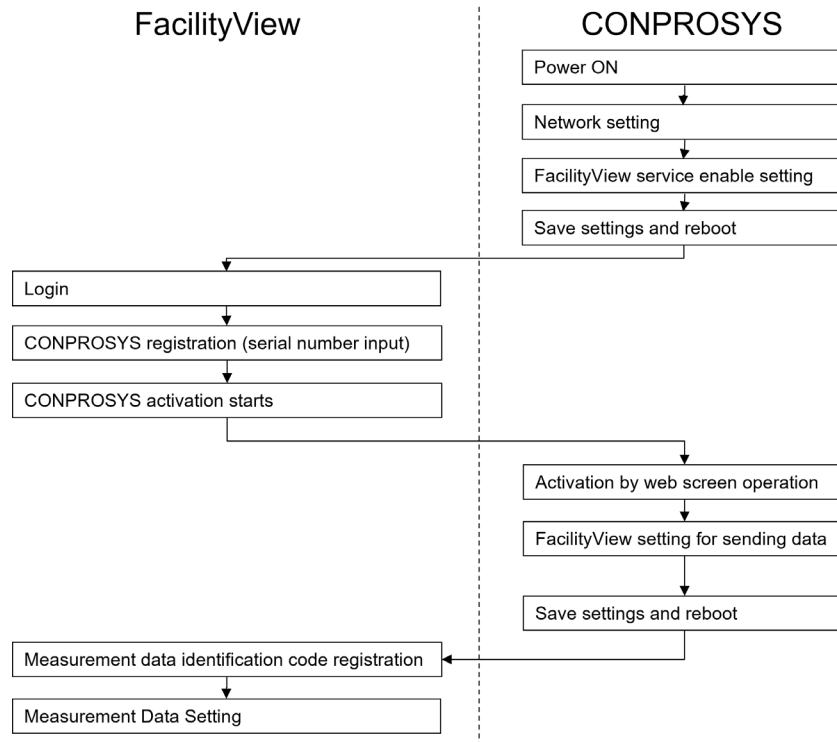 FacilityView
CONPROSYS
Power ON
Network setting
FacilityView service enable setting
Save settings and reboot
Login
CONPROSYS registration (serial number input)
CONPROSYS activation starts
Activation by web screen operation
FacilityView setting for sending data
Save settings and reboot
Measurement data identification code registration
Measurement Data Setting